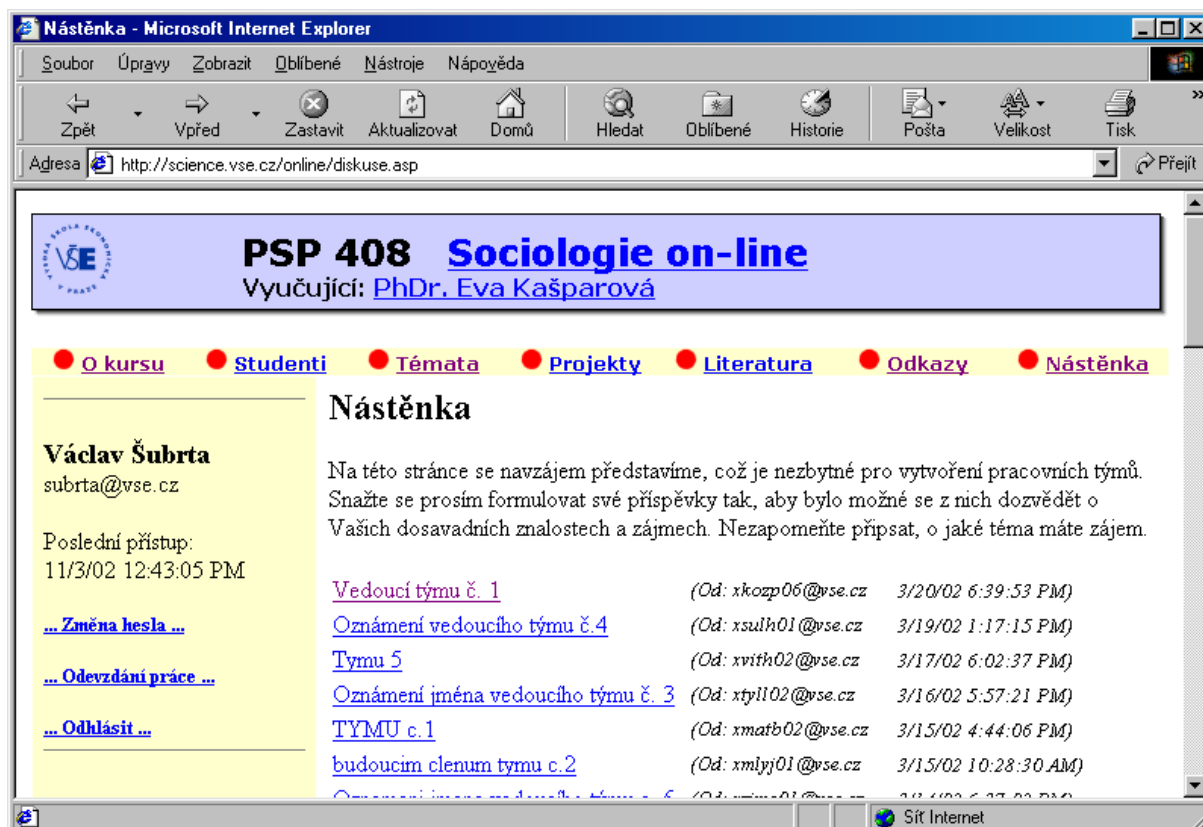 Nástěnka - Microsoft Internet Explorer
Soubor Úpravy Zobrazit Oblíbené Nástroje Nápověda
Zpět Vpřed Zastavit Aktualizovat Domů Hledat Oblíbené Historie Pošta Velikost Tisk »
Adresa http://science.vse.cz/online/diskuse.asp Přejít
VŠE
PSP 408 Sociologie on-line
Vyučující: PhDr. Eva Kašparová
O kursu Studenti Témata Projekty Literatura Odkazy Nástěnka
Nástěnka
Václav Šubrta
subrta@vse.cz
Poslední přístup:
11/3/02 12:43:05 PM
... Změna hesla ...
... Odevzdání práce ...
... Odhlásit ...
Na této stránce se navzájem představíme, což je nezbytné pro vytvoření pracovních týmů.
Snažte se prosím formulovat své příspěvky tak, aby bylo možné se z nich dozvědět o
Vašich dosavadních znalostech a zájmech. Nezapomeňte připsat, o jaké téma máte zájem.
Vedoucí týmu č. 1 (Od: xkozp06@vse.cz 3/20/02 6:39:53 PM)
Oznámení vedoucího týmu č.4 (Od: xsulh01@vse.cz 3/19/02 1:17:15 PM)
Tymu 5 (Od: xvith02@vse.cz 3/17/02 6:02:37 PM)
Oznámení jména vedoucího týmu č. 3 (Od: xtyll02@vse.cz 3/16/02 5:57:21 PM)
TYMU c.1 (Od: xmatb02@vse.cz 3/15/02 4:44:06 PM)
budoucim clenum tymu c.2 (Od: xmlyj01@vse.cz 3/15/02 10:28:30 AM)
Síť Internet